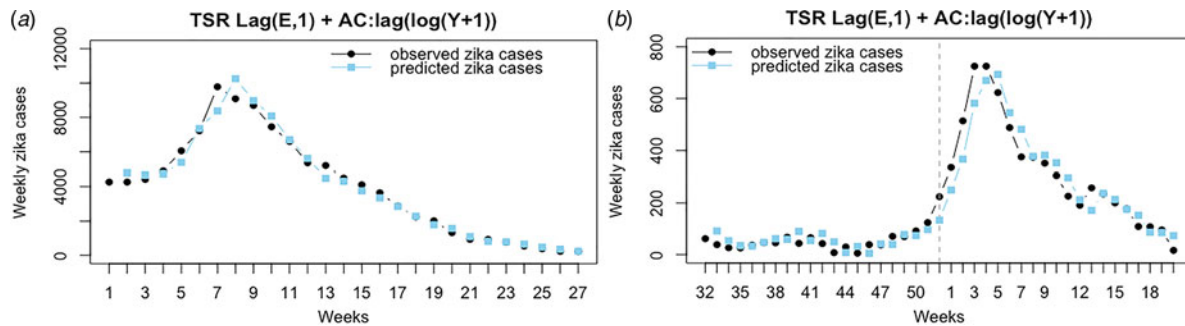 (a) TSR Lag(E,1) + AC:lag(log(Y+1))
observed zika cases
predicted zika cases
Weekly zika cases
12000
8000
4000
0
1 3 5 7 9 11 13 15 17 19 21 23 25 27
Weeks
(b) TSR Lag(E,1) + AC:lag(log(Y+1))
observed zika cases
predicted zika cases
Weekly zika cases
800
600
400
200
0
32 35 38 41 44 47 50 1 3 5 7 9 12 15 18
Weeks